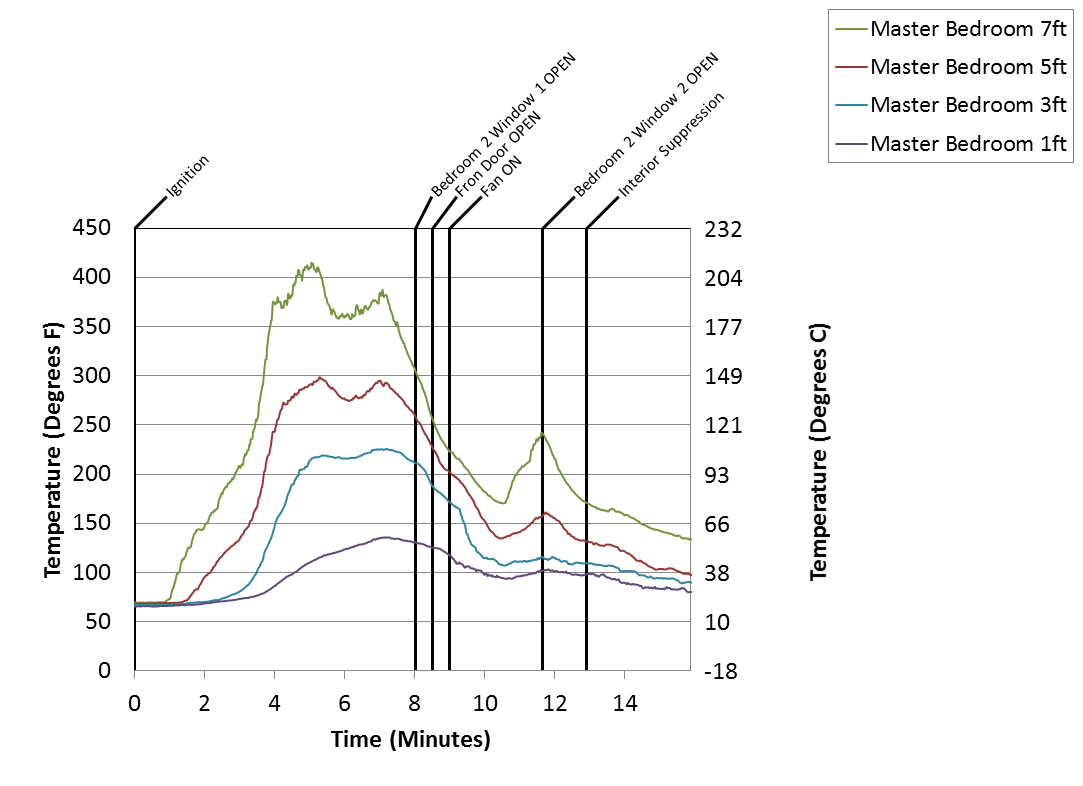 Master Bedroom 7ft
Master Bedroom 5ft
Master Bedroom 3ft
Master Bedroom 1ft
Ignition
Bedroom 2 Window 1 OPEN
Fron Door OPEN
Fan ON
Bedroom 2 Window 2 OPEN
Interior Suppression
450
400
350
300
250
200
150
100
50
0
Temperature (Degrees F)
232
204
177
149
121
93
66
38
10
-18
Temperature (Degrees C)
0 2 4 6 8 10 12 14
Time (Minutes)